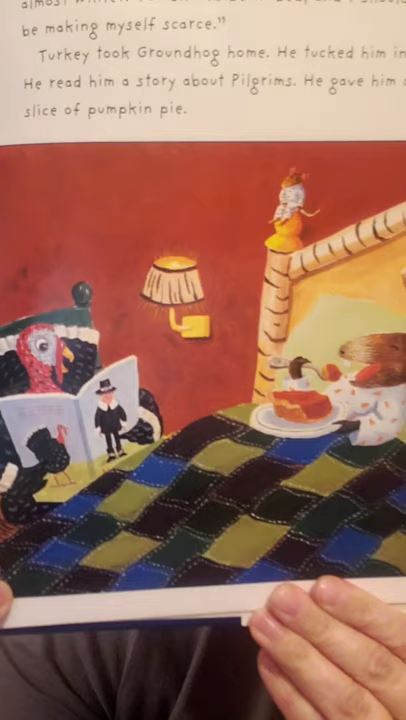 be making myself scarce."
Turkey took Groundhog home. He tucked him in
He read him a story about Pilgrims. He gave him a
slice of pumpkin pie.